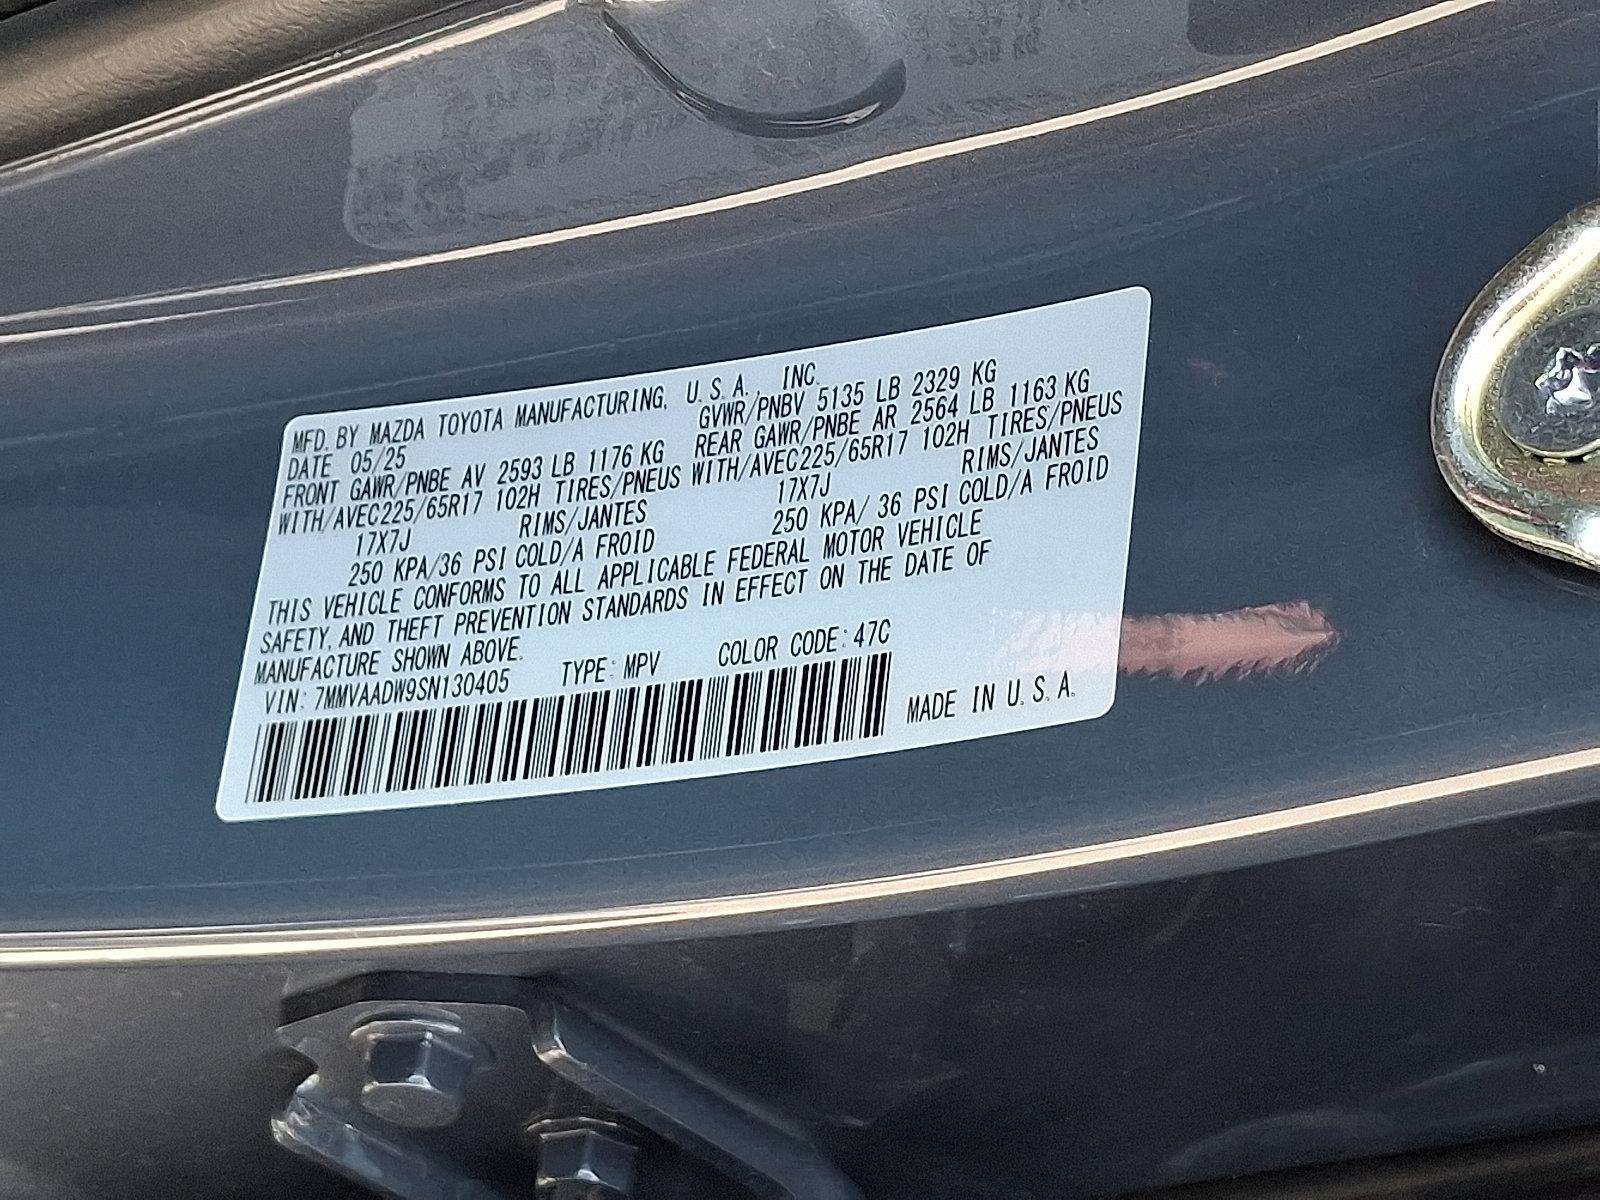 MFD. BY MAZDA TOYOTA MANUFACTURING, U. S. A., INC.
DATE 05/25 GVWR/PNBV 5135 LB 2329 KG
FRONT GAWR/PNBE AV 2593 LB 1176 KG REAR GAWR/PNBE AR 2564 LB 1163 KG
WITH/AVEC225/65R17 102H TIRES/PNEUS WITH/AVEC225/65R17 102H TIRES/PNEUS
17X7J RIMS/JANTES 17X7J RIMS/JANTES
250 KPA/36 PSI COLD/A FROID 250 KPA/ 36 PSI COLD/A FROID
THIS VEHICLE CONFORMS TO ALL APPLICABLE FEDERAL MOTOR VEHICLE
SAFETY, AND THEFT PREVENTION STANDARDS IN EFFECT ON THE DATE OF
MANUFACTURE SHOWN ABOVE.
VIN: 7MMVAADW9SN130405 TYPE: MPV COLOR CODE: 47C
MADE IN U. S. A.